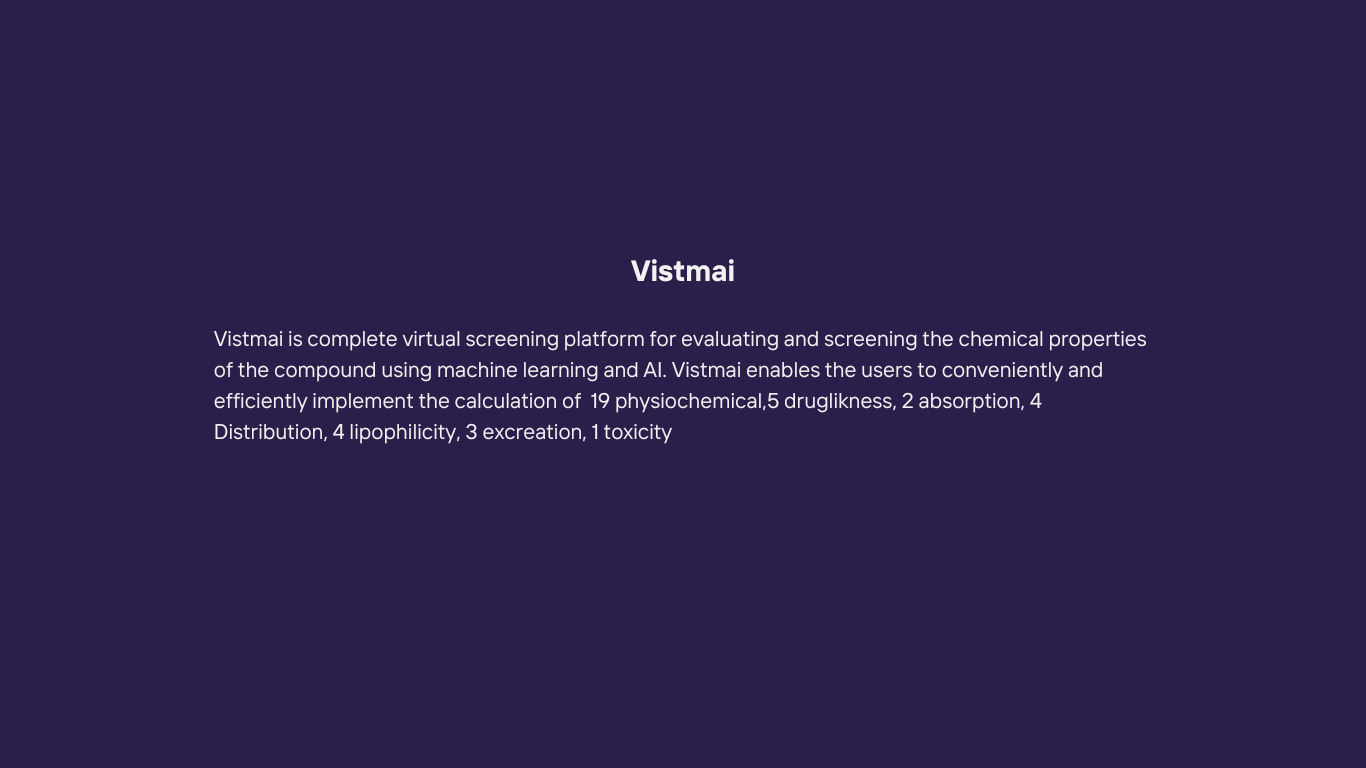 Vistmai
Vistmai is complete virtual screening platform for evaluating and screening the chemical properties
of the compound using machine learning and AI. Vistmai enables the users to conveniently and
efficiently implement the calculation of  19 physiochemical,5 druglikness, 2 absorption, 4
Distribution, 4 lipophilicity, 3 excreation, 1 toxicity